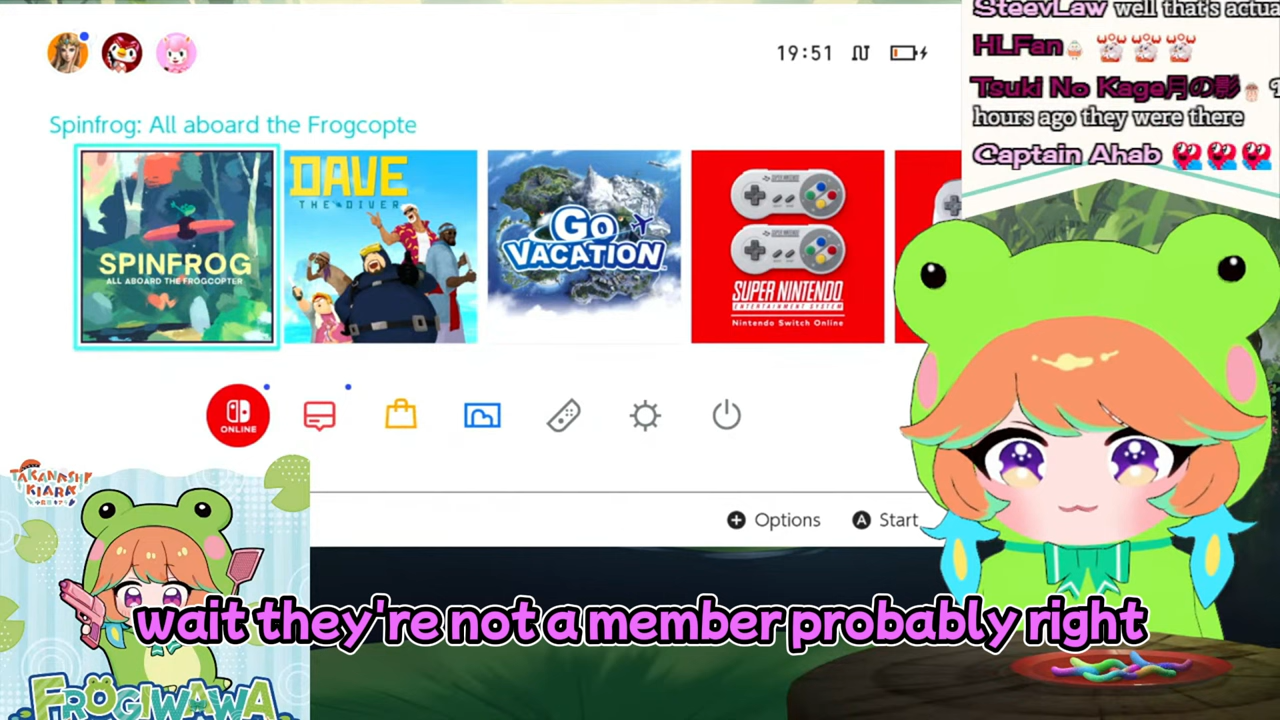 SteevLaw well that's actua
HLFan
19:51
Tsuki No Kage月の影
hours ago they were there
Spinfrog: All aboard the Frogcopte
Captain Ahab
SPINFROG
ALL ABOARD THE FROGCOPTER
DAVE
THE DIVER
GO
VACATION
SUPER NINTENDO
ENTERTAINMENT SYSTEM
Nintendo Switch Online
ONLINE
TAKANASHI
KIARA
Options
Start
wait they're not a member probably right
FRÖGIWAWA